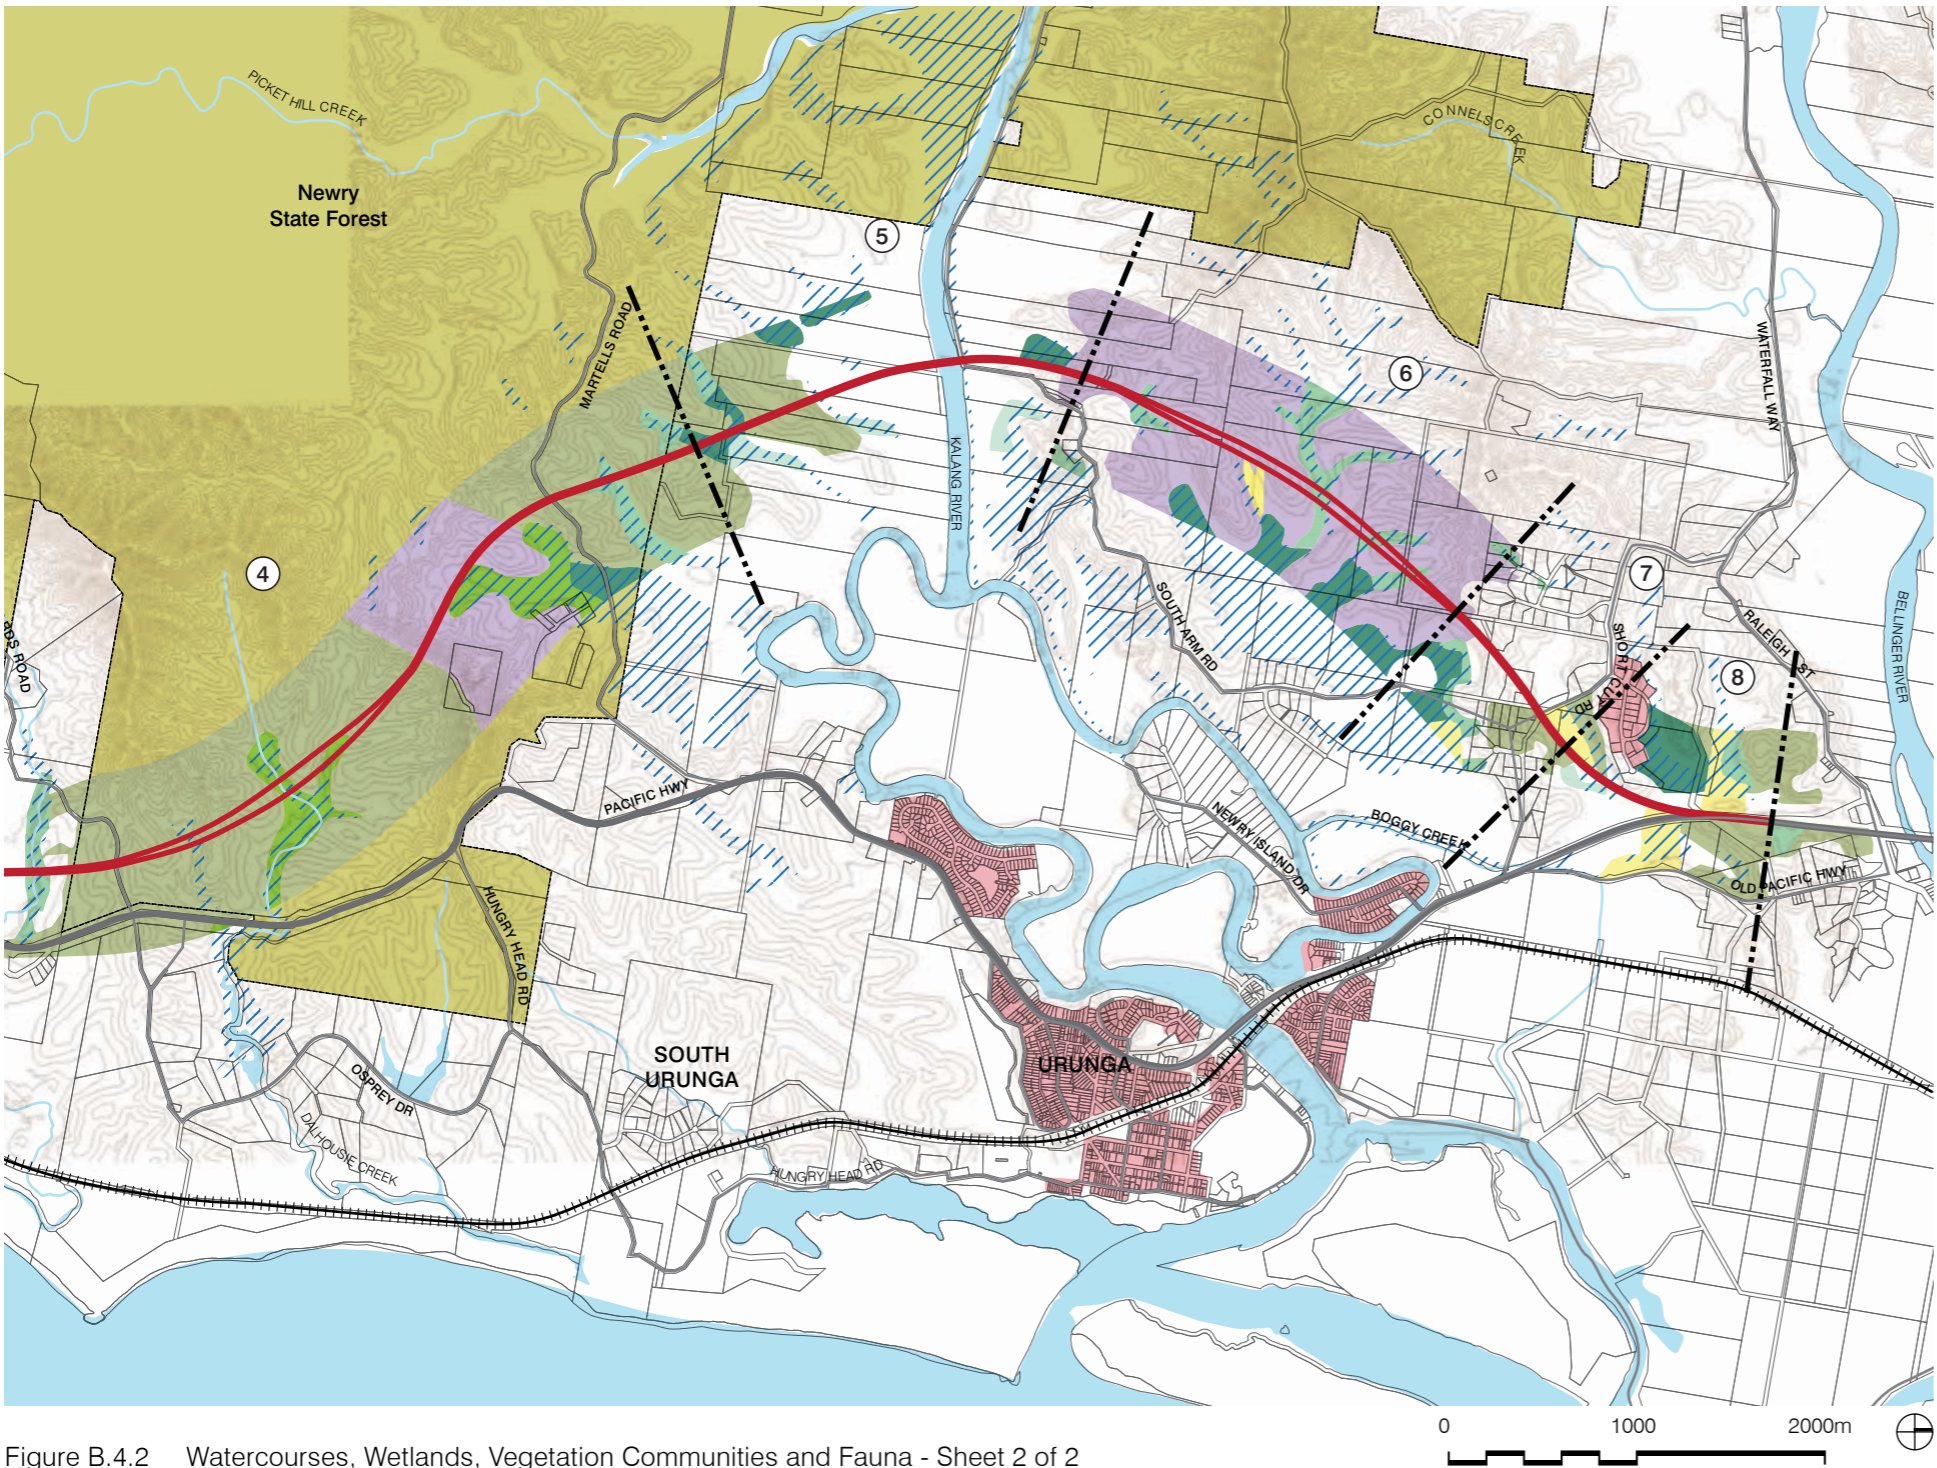 PICKET HILL CREEK
CONNELS CREEK
Newry
State Forest
5
MARTELLS ROAD
WATERFALL WAY
6
KALANG RIVER
4
7
SOUTH ARM RD
SHORT CUT RD
RALEIGH ST
BELLINGER RIVER
8
PACIFIC HWY
NEWRY ISLAND DR
BOGGY CREEK
OLD PACIFIC HWY
HUNGRY HEAD RD
SOUTH
URUNGA
URUNGA
OSPREY DR
DALHOUSIE CREEK
HUNGRY HEAD RD
0 1000 2000m
Figure B.4.2 Watercourses, Wetlands, Vegetation Communities and Fauna - Sheet 2 of 2